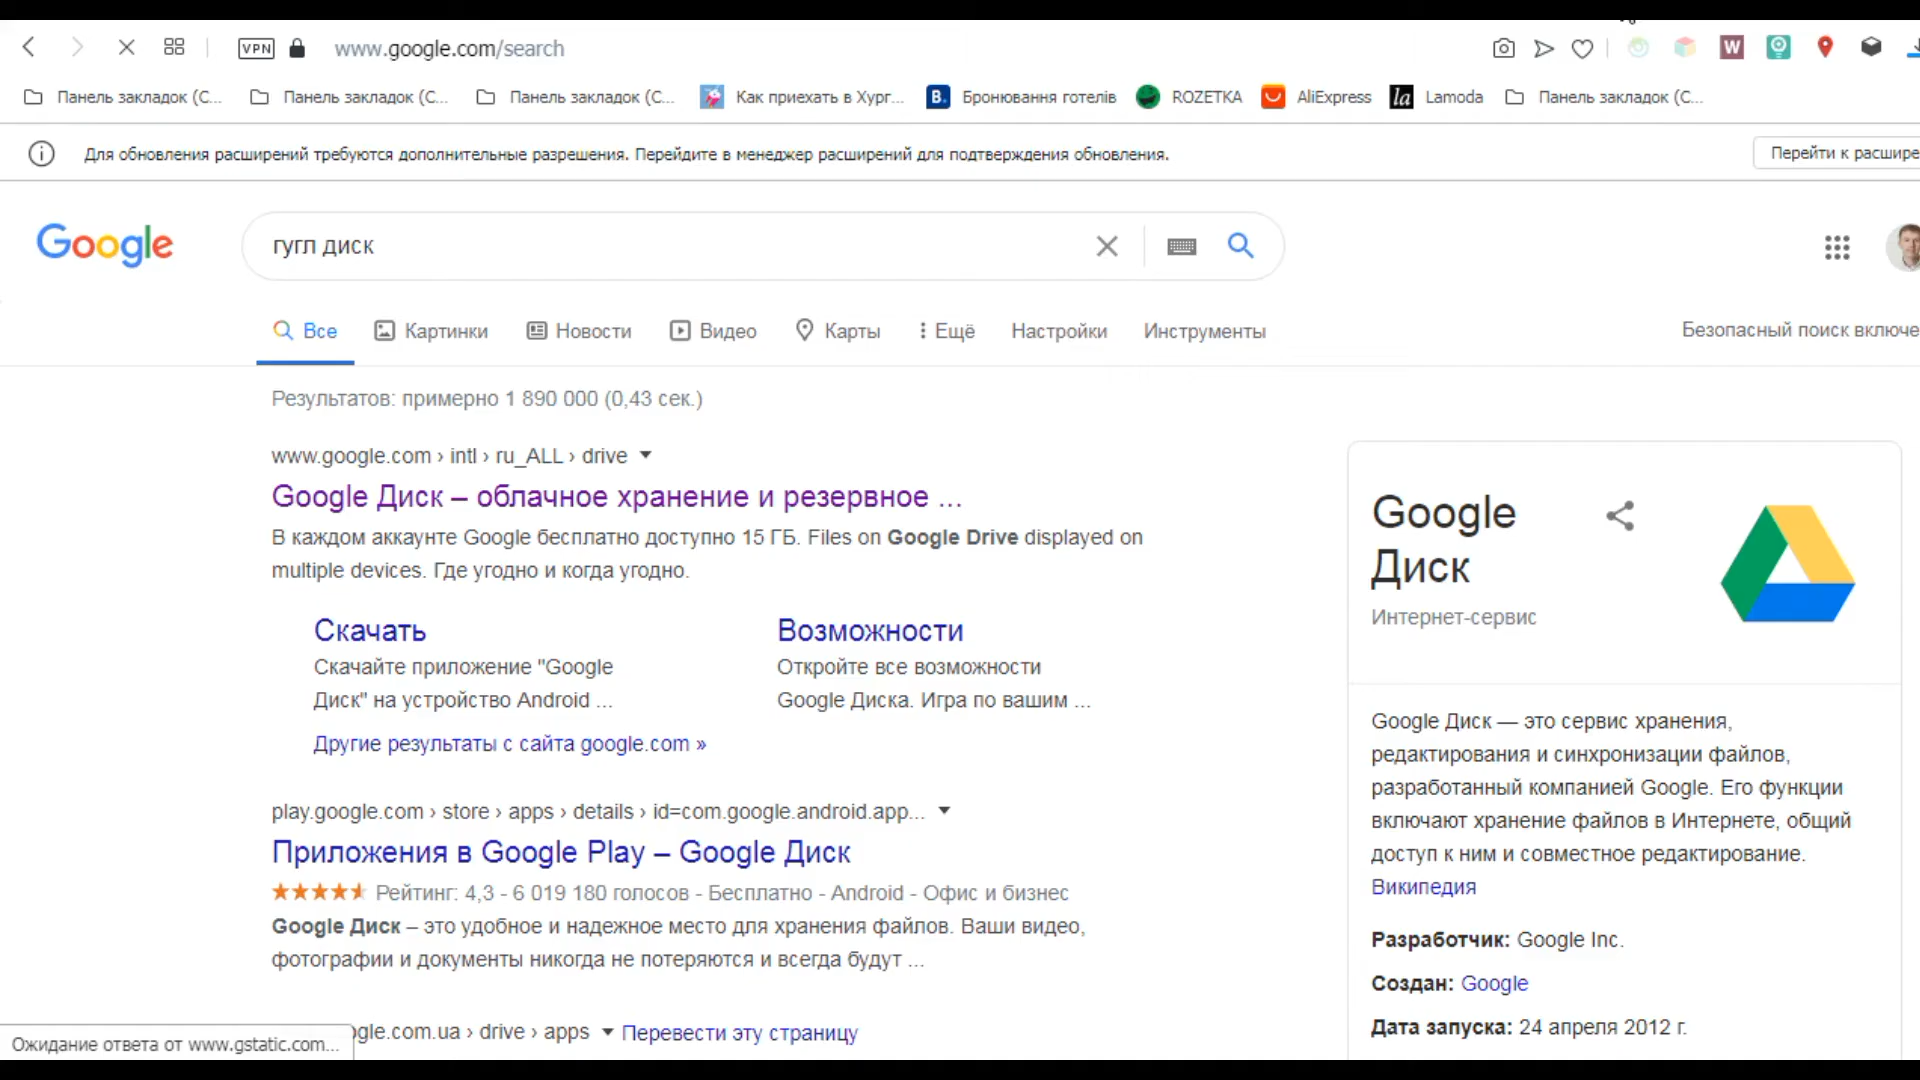 VPN www.google.com/search
Панель закладок (С... Панель закладок (С... Панель закладок (С... Как приехать в Хург... B. Бронювання готелів ROZETKA AliExpress la Lamoda Панель закладок (С...
Для обновления расширений требуются дополнительные разрешения. Перейдите в менеджер расширений для подтверждения обновления.
Перейти к расшире
Google
гугл диск
Все Картинки Новости Видео Карты Ещё Настройки Инструменты
Безопасный поиск включе
Результатов: примерно 1 890 000 (0,43 сек.)
www.google.com › intl › ru_ALL › drive
Google Диск – облачное хранение и резервное ...
В каждом аккаунте Google бесплатно доступно 15 ГБ. Files on Google Drive displayed on
multiple devices. Где угодно и когда угодно.
Скачать
Скачайте приложение "Google
Диск" на устройство Android ...
Возможности
Откройте все возможности
Google Диска. Игра по вашим ...
Другие результаты с сайта google.com »
play.google.com › store › apps › details › id=com.google.android.app...
Приложения в Google Play – Google Диск
Рейтинг: 4,3 - 6 019 180 голосов - Бесплатно - Android - Офис и бизнес
Google Диск – это удобное и надежное место для хранения файлов. Ваши видео,
фотографии и документы никогда не потеряются и всегда будут ...
gle.com.ua › drive › apps Перевести эту страницу
Ожидание ответа от www.gstatic.com...
Google
Диск
Интернет-сервис
Google Диск — это сервис хранения,
редактирования и синхронизации файлов,
разработанный компанией Google. Его функции
включают хранение файлов в Интернете, общий
доступ к ним и совместное редактирование.
Википедия
Разработчик: Google Inc.
Создан: Google
Дата запуска: 24 апреля 2012 г.